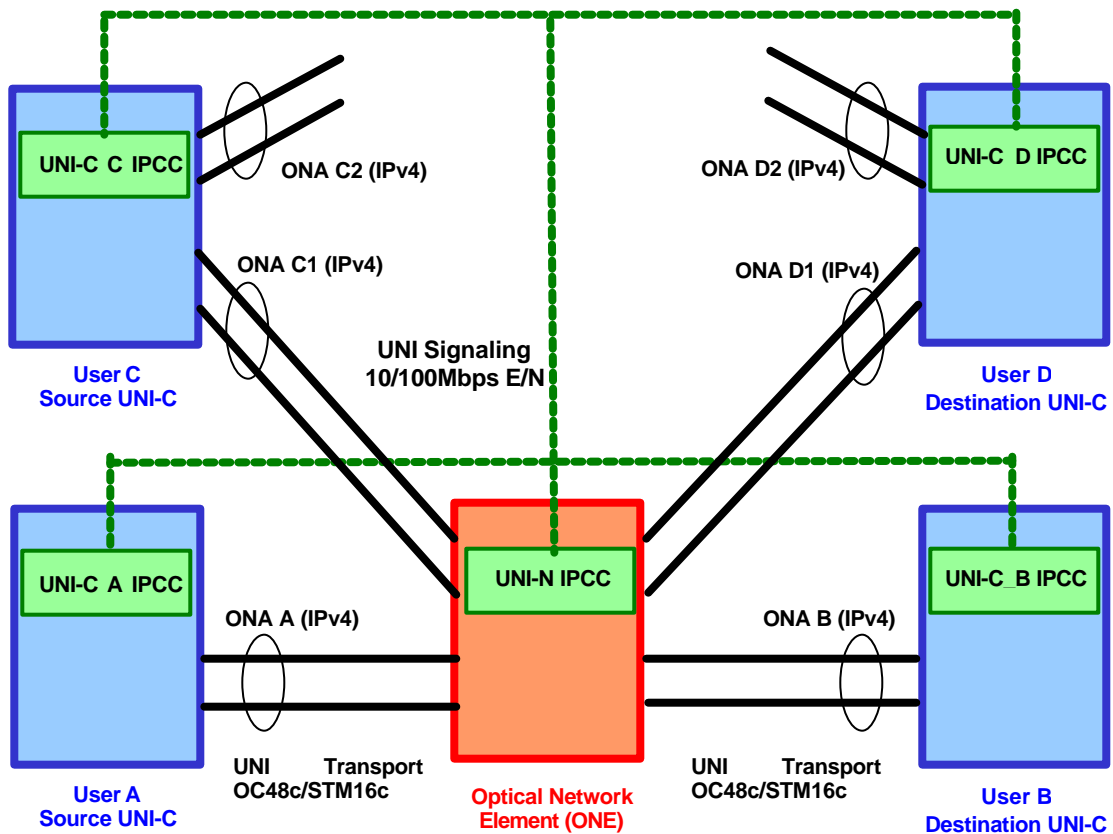 UNI-C C IPCC
UNI-C D IPCC
ONA C2 (IPv4)
ONA D2 (IPv4)
ONA C1 (IPv4)
ONA D1 (IPv4)
UNI Signaling
10/100Mbps E/N
User C
Source UNI-C
User D
Destination UNI-C
UNI-C A IPCC
UNI-N IPCC
UNI-C_B IPCC
ONA A (IPv4)
ONA B (IPv4)
UNI Transport
OC48c/STM16c
UNI Transport
OC48c/STM16c
User A
Source UNI-C
Optical Network
Element (ONE)
User B
Destination UNI-C